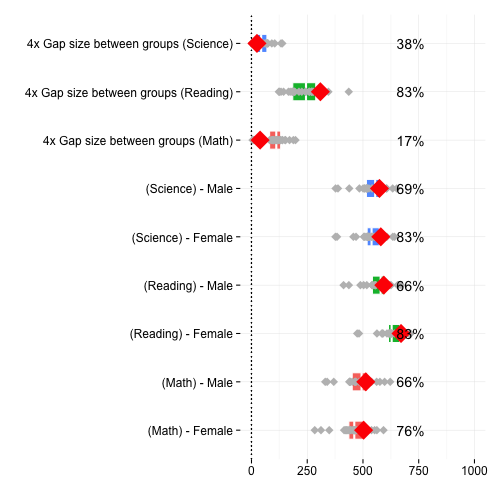 4x Gap size between groups (Science) 38%
4x Gap size between groups (Reading) 83%
4x Gap size between groups (Math) 17%
(Science) - Male 69%
(Science) - Female 83%
(Reading) - Male 66%
(Reading) - Female 83%
(Math) - Male 66%
(Math) - Female 76%
0 250 500 750 1000